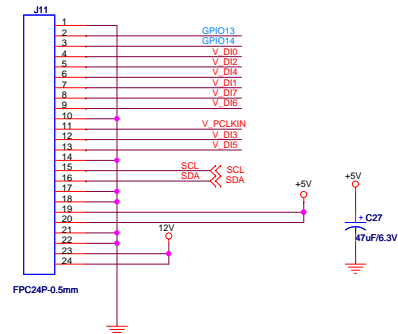 J11
1
2 GPIO13
3 GPIO14
4 V_DI0
5 V_DI2
6 V_DI4
7 V_DI1
8 V_DI7
9 V_DI6
10
11 V_PCLKIN
12 V_DI3
13 V_DI5
14
15 SCL SCL
16 SDA SDA
17
18
19 +5V
20
21
22
23 12V
24
FPC24P-0.5mm
+5V
+ C27
47uF/6.3V